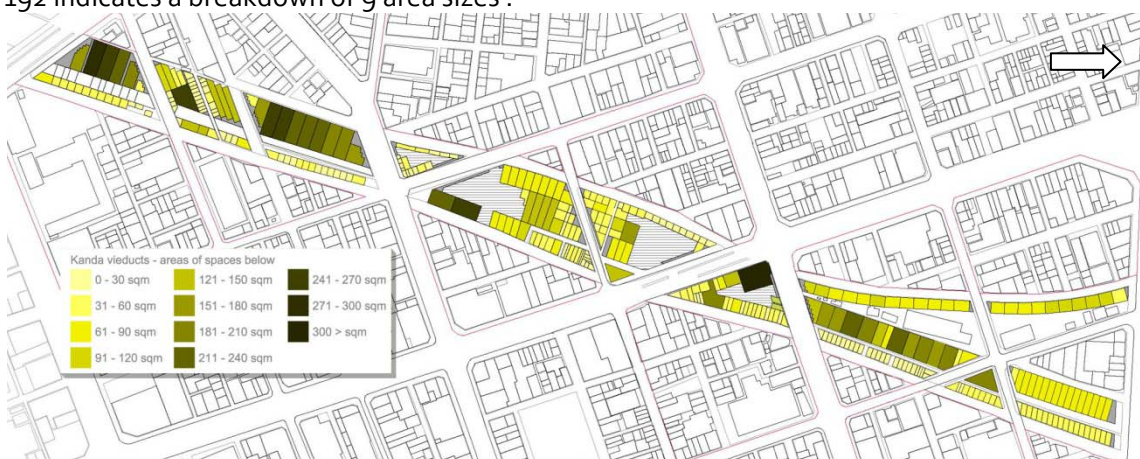 192 indicates a breakdown of 9 area sizes .
Kanda vieducts - areas of spaces below
0 - 30 sqm
31 - 60 sqm
61 - 90 sqm
91 - 120 sqm
121 - 150 sqm
151 - 180 sqm
181 - 210 sqm
211 - 240 sqm
241 - 270 sqm
271 - 300 sqm
300 > sqm